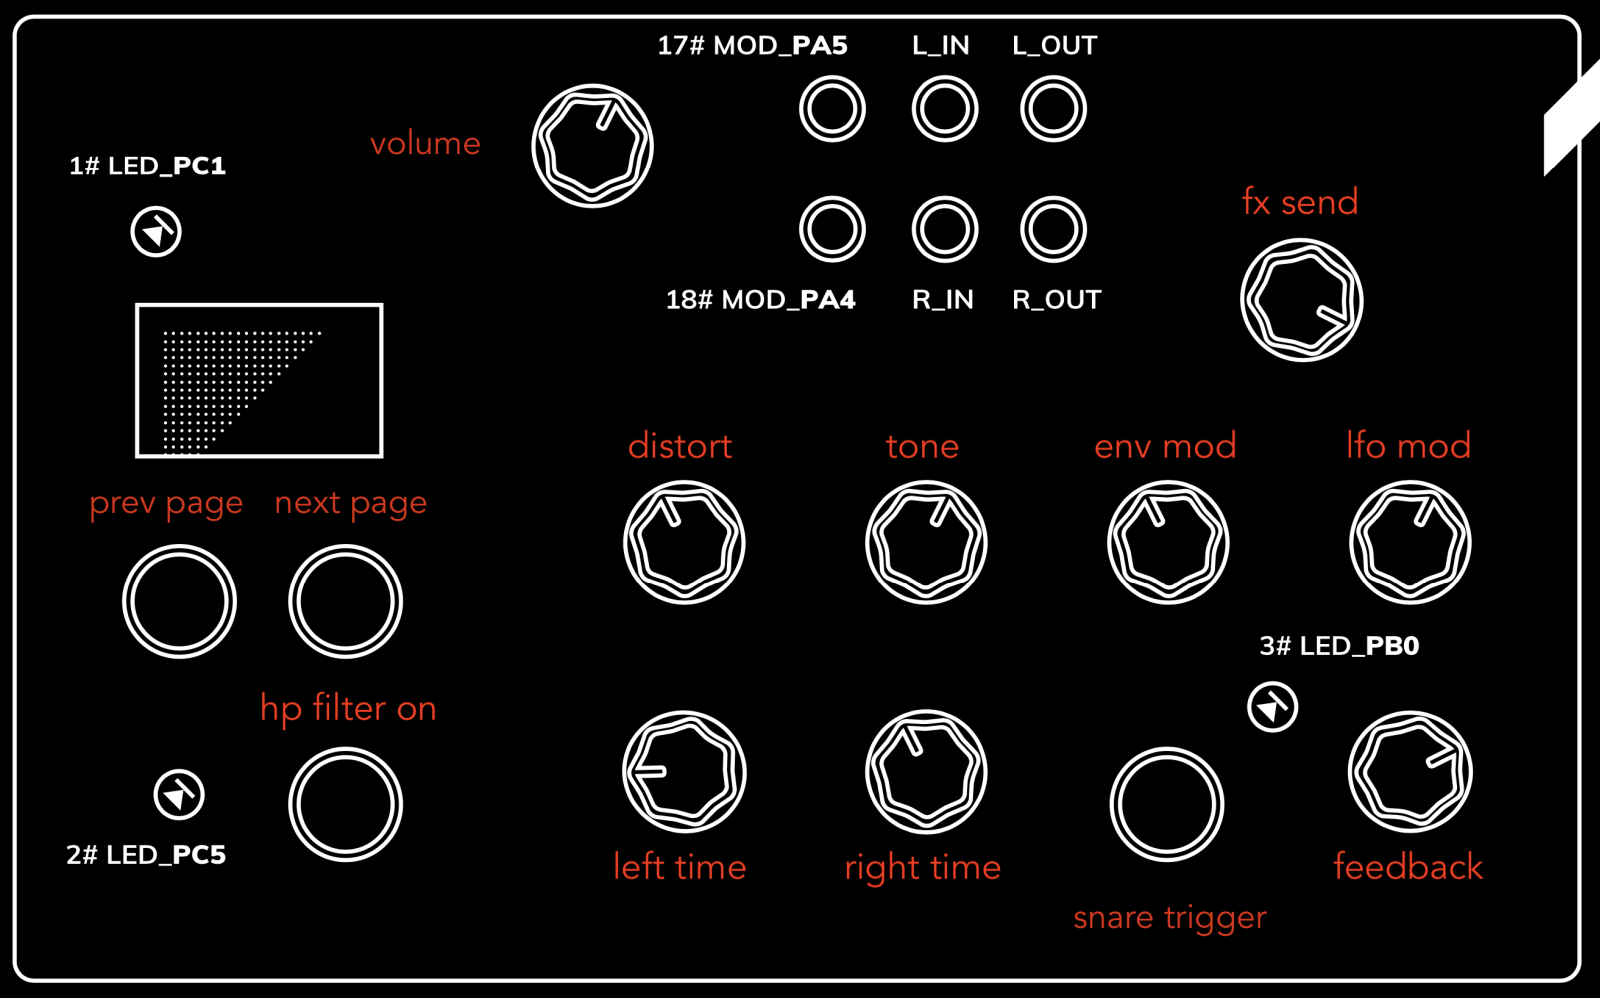 17# MOD_PA5
L_IN
L_OUT
volume
1# LED_PC1
fx send
18# MOD_PA4
R_IN
R_OUT
distort
tone
env mod
lfo mod
prev page
next page
3# LED_PB0
hp filter on
2# LED_PC5
left time
right time
feedback
snare trigger